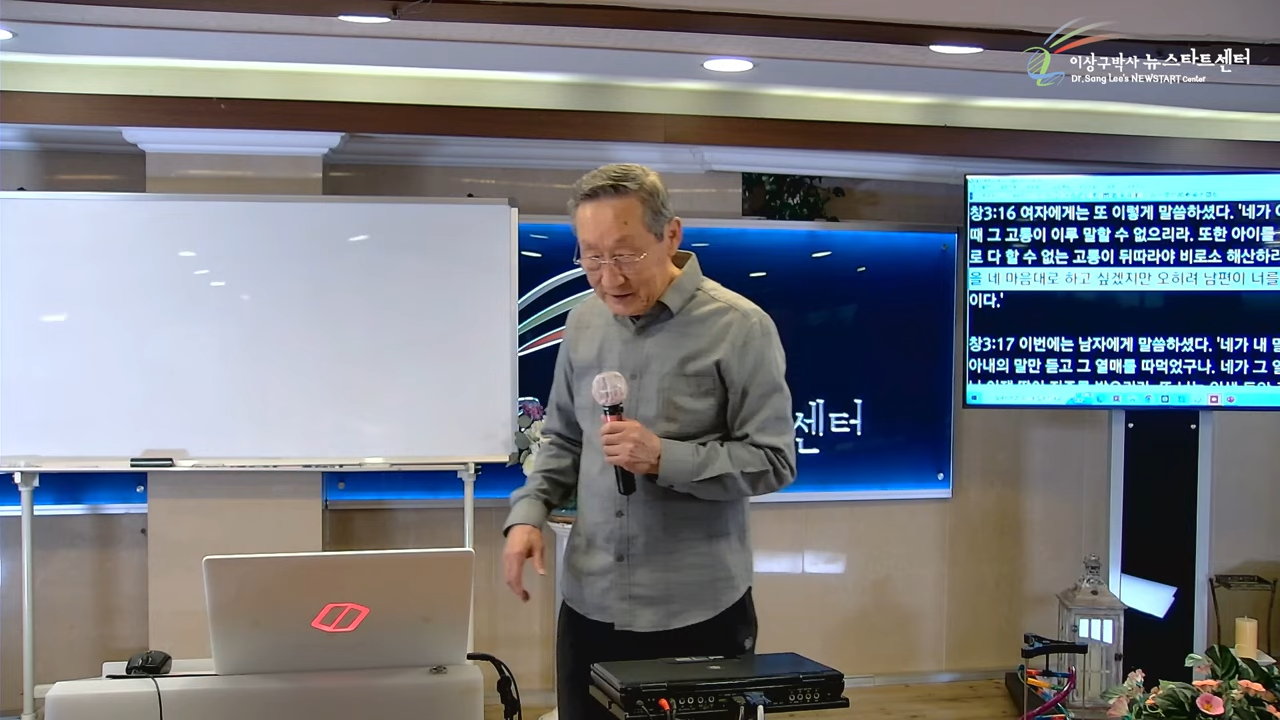 이상구박사 뉴스타트센터
Dr. Sang Lee's NEWSTART Center
창3:16 여자에게는 또 이렇게 말씀하셨다. '네가
때 그 고통이 이루 말할 수 없으리라. 또한 아이를
로 다 할 수 없는 고통이 뒤따라야 비로소 해산하리
을 네 마음대로 하고 싶겠지만 오히려 남편이 너를
이다.'
창3:17 이번에는 남자에게 말씀하셨다. '네가 내
아내의 말만 듣고 그 열매를 따먹었구나. 네가 그
센터